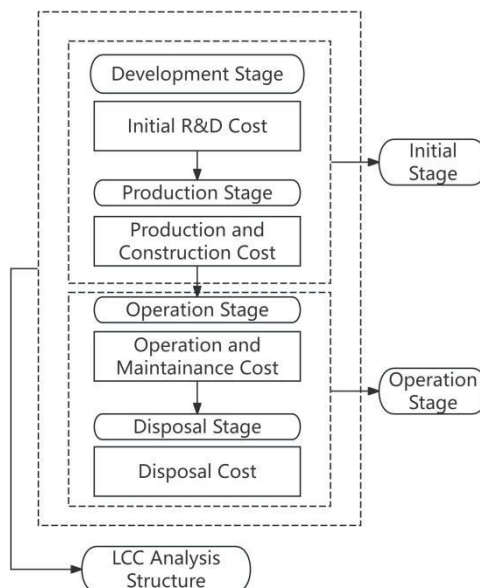 Development Stage
Initial R&D Cost
Initial
Stage
Production Stage
Production and
Construction Cost
Operation Stage
Operation and
Maintainance Cost
Operation
Stage
Disposal Stage
Disposal Cost
LCC Analysis
Structure